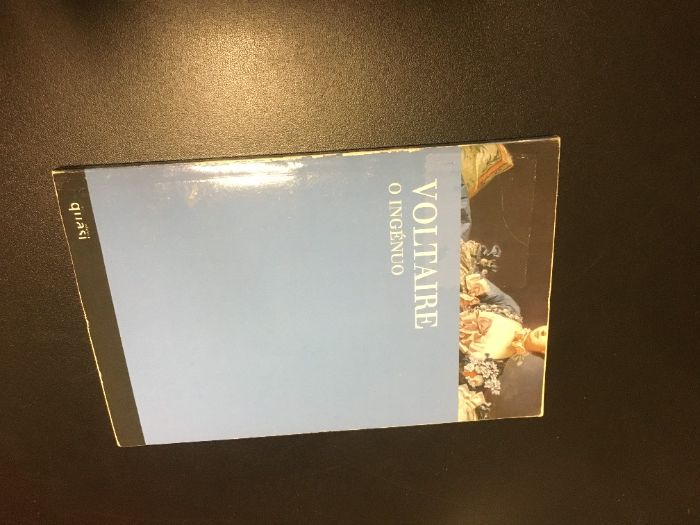 VOLTAIRE
O INGÉNUO
quasi